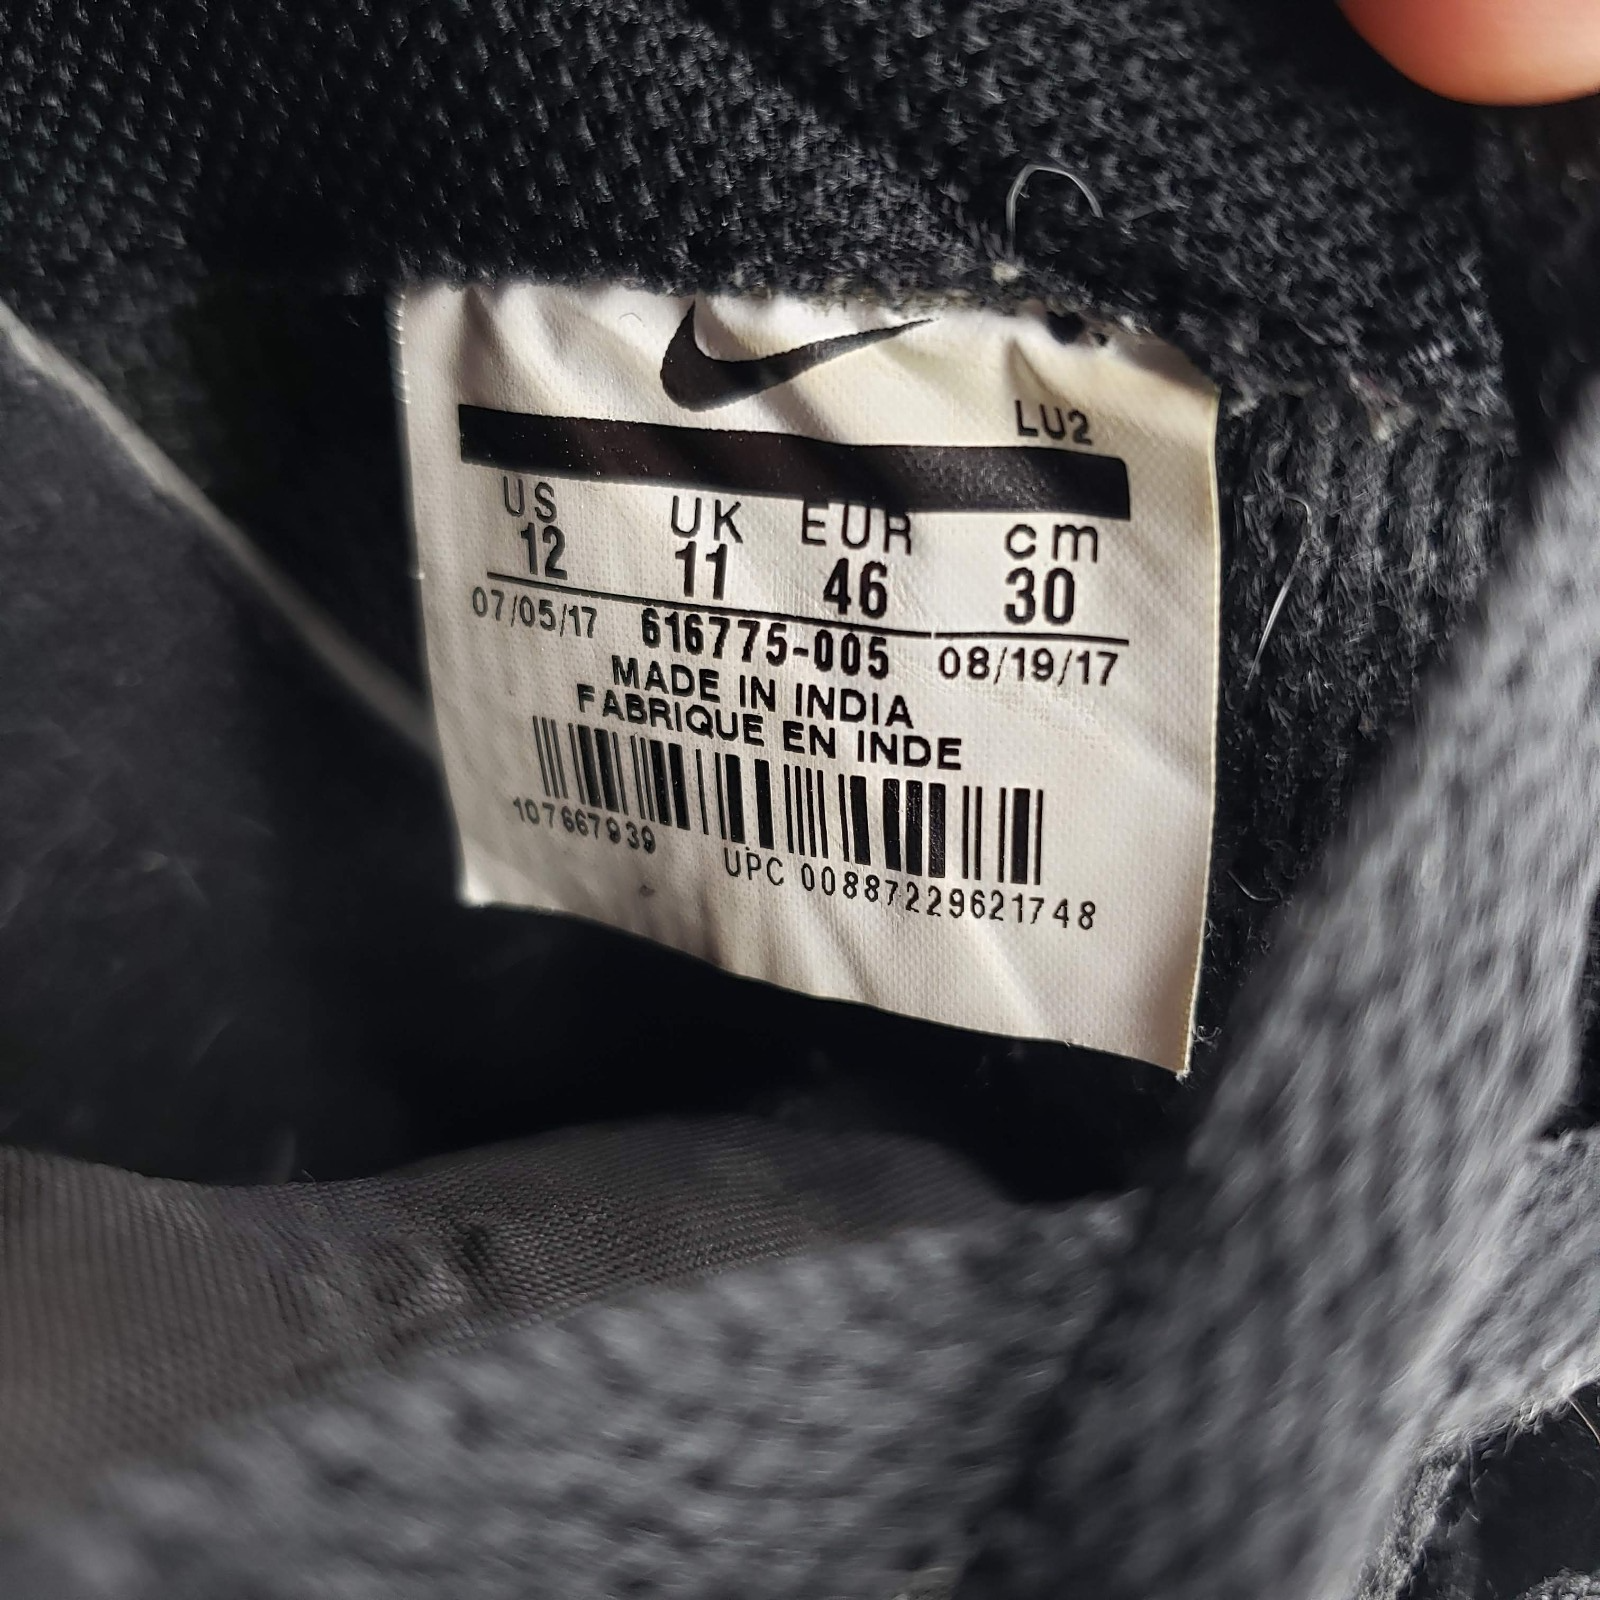 LU2
US UK EUR cm
12 11 46 30
07/05/17 616775-005 08/19/17
MADE IN INDIA
FABRIQUE EN INDE
107667939
UPC 00887229621748